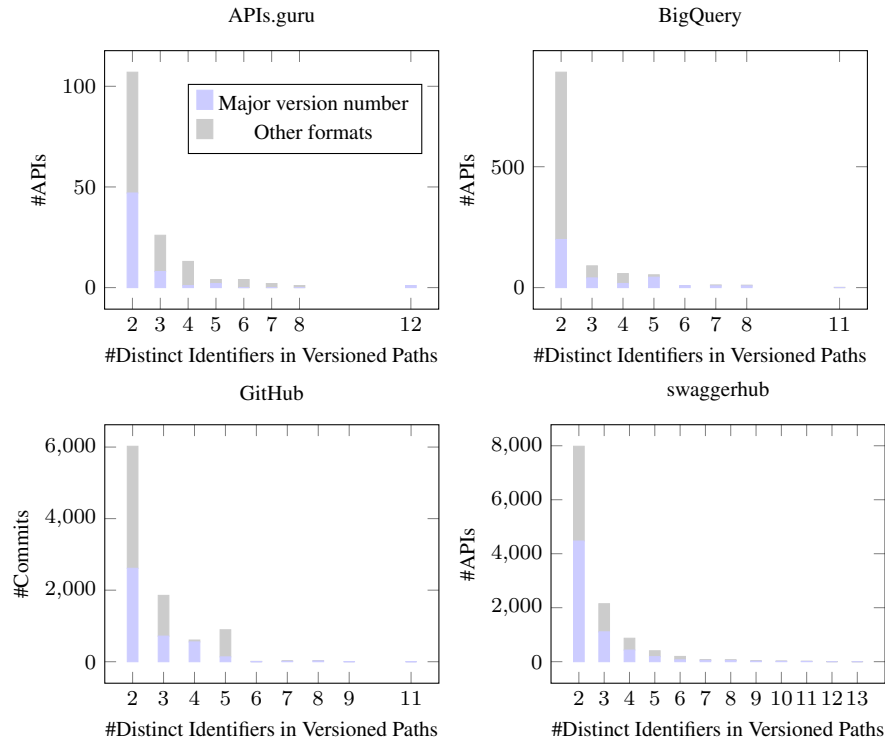 APIs.guru
#APIs
100
50
0
Major version number
Other formats
2 3 4 5 6 7 8 12
#Distinct Identifiers in Versioned Paths
BigQuery
#APIs
500
0
2 3 4 5 6 7 8 11
#Distinct Identifiers in Versioned Paths
GitHub
#Commits
6,000
4,000
2,000
0
2 3 4 5 6 7 8 9 11
#Distinct Identifiers in Versioned Paths
swaggerhub
#APIs
8,000
6,000
4,000
2,000
0
2 3 4 5 6 7 8 9 10 11 12 13
#Distinct Identifiers in Versioned Paths